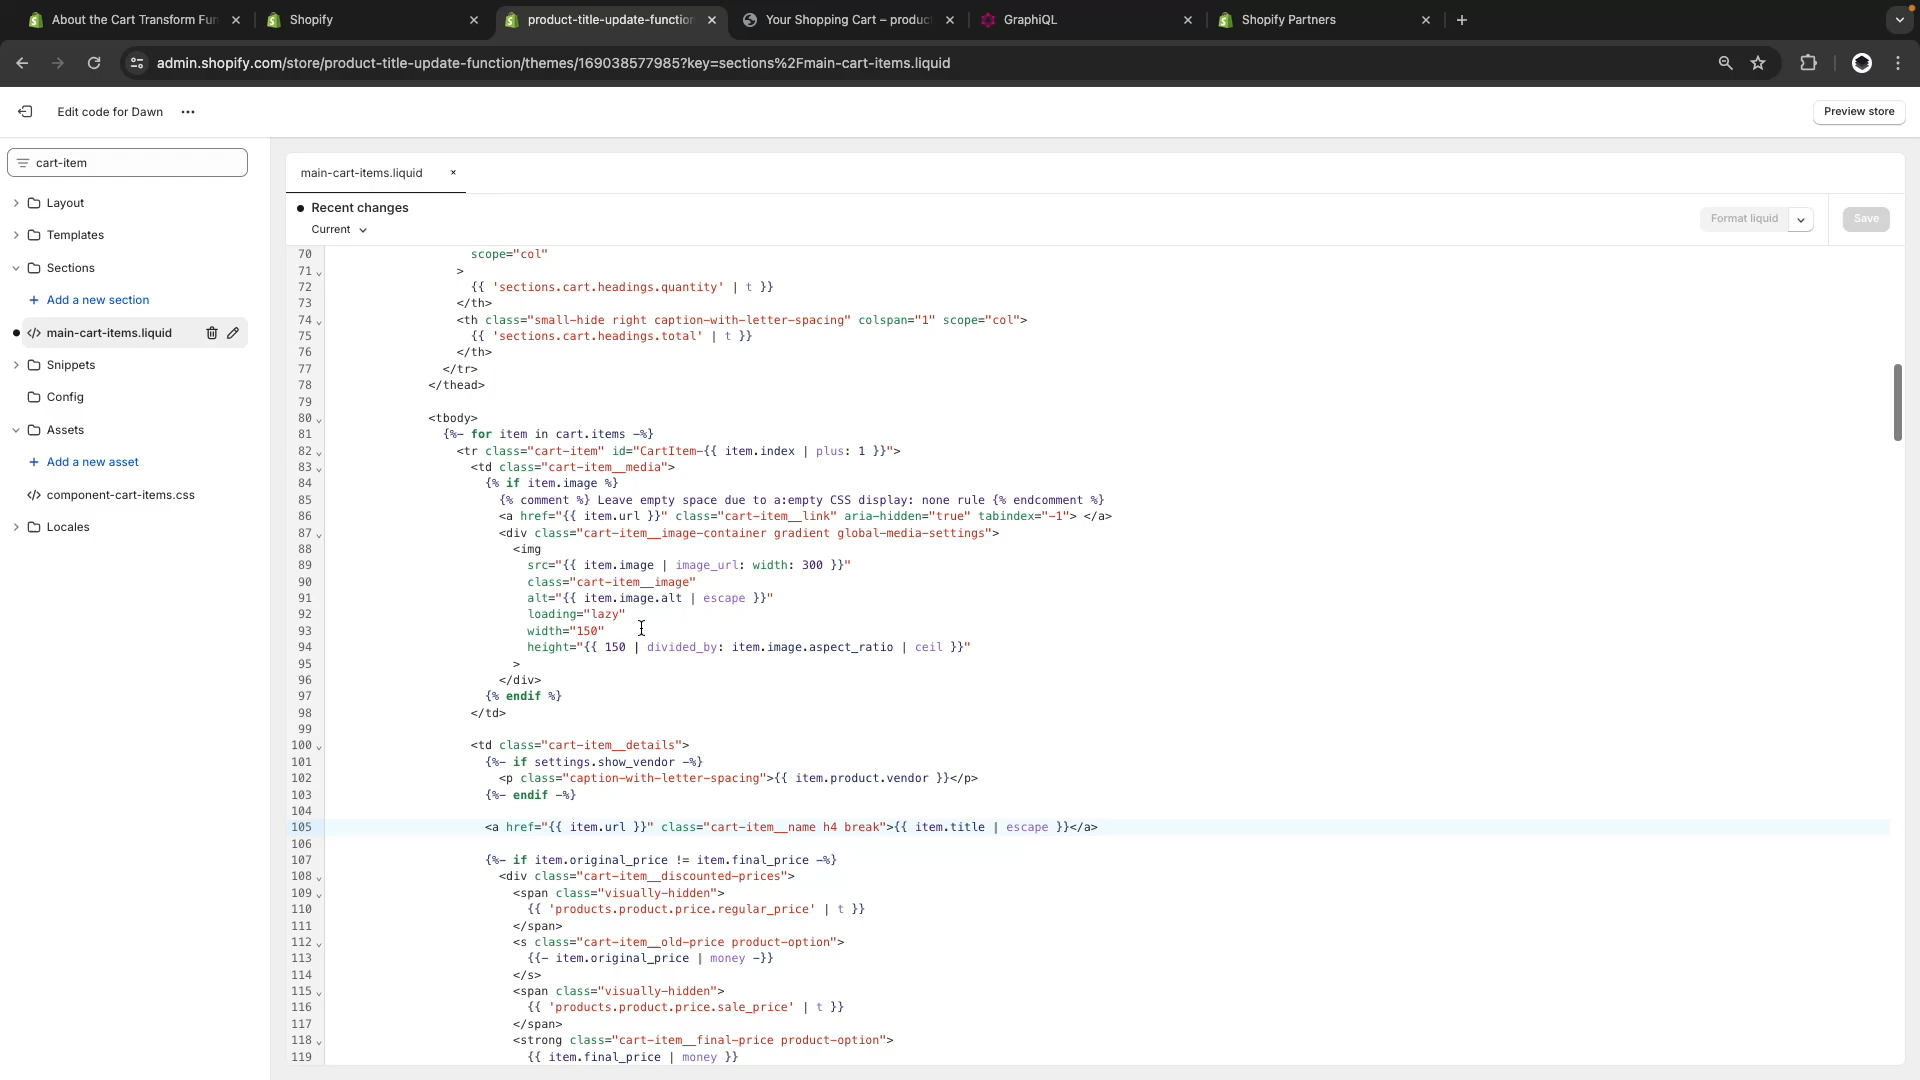 About the Cart Transform Fun
Shopify
product-title-update-function
Your Shopping Cart – produc
GraphiQL
Shopify Partners
admin.shopify.com/store/product-title-update-function/themes/169038577985?key=sections%2Fmain-cart-items.liquid
Edit code for Dawn
Preview store
cart-item
Layout
Templates
Sections
Add a new section
main-cart-items.liquid
Snippets
Config
Assets
Add a new asset
component-cart-items.css
Locales
main-cart-items.liquid
Recent changes
Current
Format liquid
Save
70 scope="col"
71 >
72 {{ 'sections.cart.headings.quantity' | t }}
73 </th>
74 <th class="small-hide right caption-with-letter-spacing" colspan="1" scope="col">
75 {{ 'sections.cart.headings.total' | t }}
76 </th>
77 </tr>
78 </thead>
79
80 <tbody>
81 {%- for item in cart.items -%}
82 <tr class="cart-item" id="CartItem-{{ item.index | plus: 1 }}">
83 <td class="cart-item__media">
84 {% if item.image %}
85 {% comment %} Leave empty space due to a:empty CSS display: none rule {% endcomment %}
86 <a href="{{ item.url }}" class="cart-item__link" aria-hidden="true" tabindex="-1"> </a>
87 <div class="cart-item__image-container gradient global-media-settings">
88 <img
89 src="{{ item.image | image_url: width: 300 }}"
90 class="cart-item__image"
91 alt="{{ item.image.alt | escape }}"
92 loading="lazy"
93 width="150"
94 height="{{ 150 | divided_by: item.image.aspect_ratio | ceil }}"
95 >
96 </div>
97 {% endif %}
98 </td>
99
100 <td class="cart-item__details">
101 {%- if settings.show_vendor -%}
102 <p class="caption-with-letter-spacing">{{ item.product.vendor }}</p>
103 {%- endif -%}
104
105 <a href="{{ item.url }}" class="cart-item__name h4 break">{{ item.title | escape }}</a>
106
107 {%- if item.original_price != item.final_price -%}
108 <div class="cart-item__discounted-prices">
109 <span class="visually-hidden">
110 {{ 'products.product.price.regular_price' | t }}
111 </span>
112 <s class="cart-item__old-price product-option">
113 {{- item.original_price | money -}}
114 </s>
115 <span class="visually-hidden">
116 {{ 'products.product.price.sale_price' | t }}
117 </span>
118 <strong class="cart-item__final-price product-option">
119 {{ item.final_price | money }}